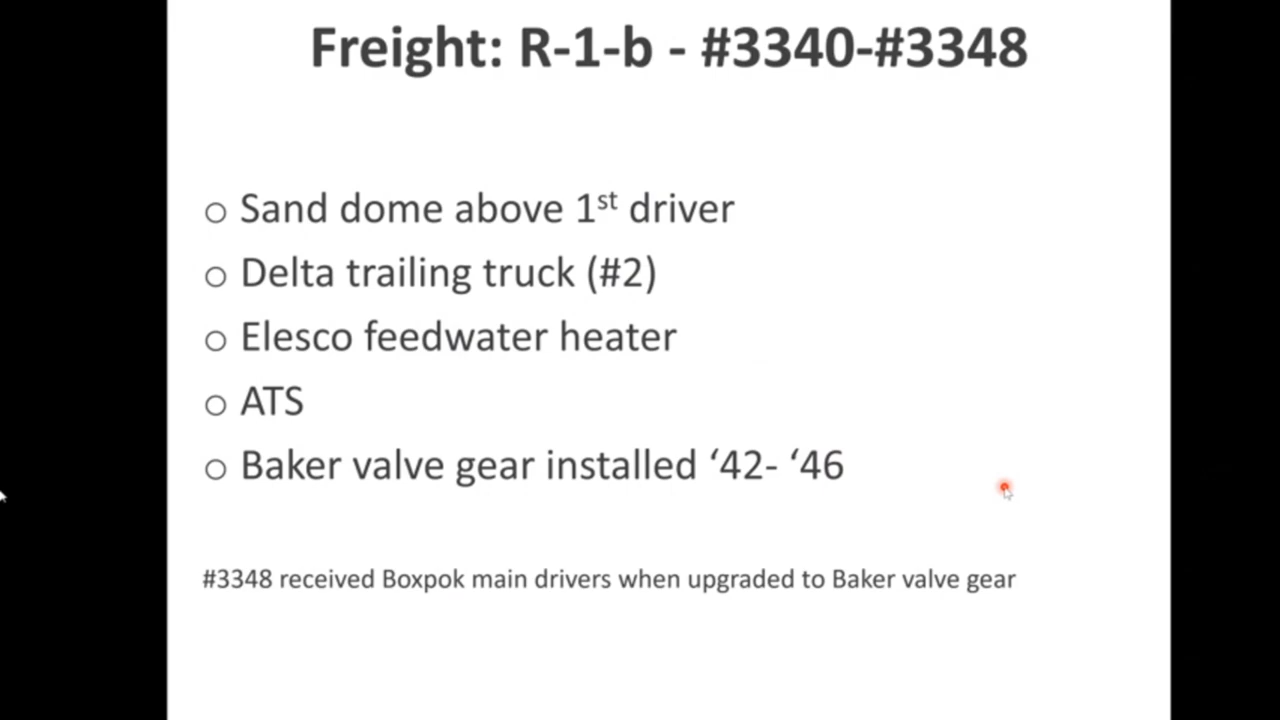 Freight: R-1-b - #3340-#3348
○ Sand dome above 1st driver
○ Delta trailing truck (#2)
○ Elesco feedwater heater
○ ATS
○ Baker valve gear installed ‘42- ‘46
#3348 received Boxpok main drivers when upgraded to Baker valve gear